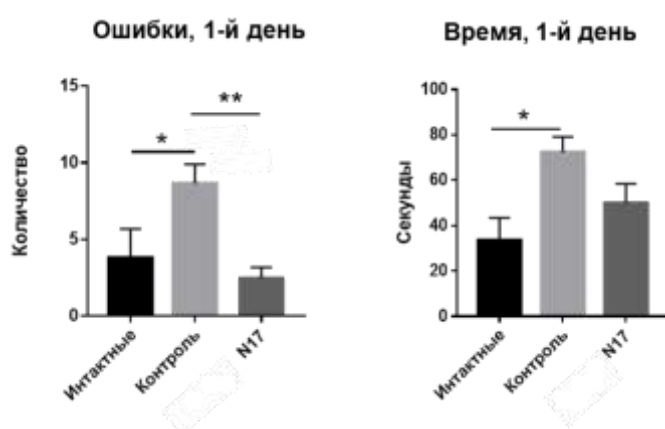 Ошибки, 1-й день
Количество
15
10
5
0
*
**
Интактные
Контроль
N17
Время, 1-й день
Секунды
100
80
60
40
20
0
*
Интактные
Контроль
N17